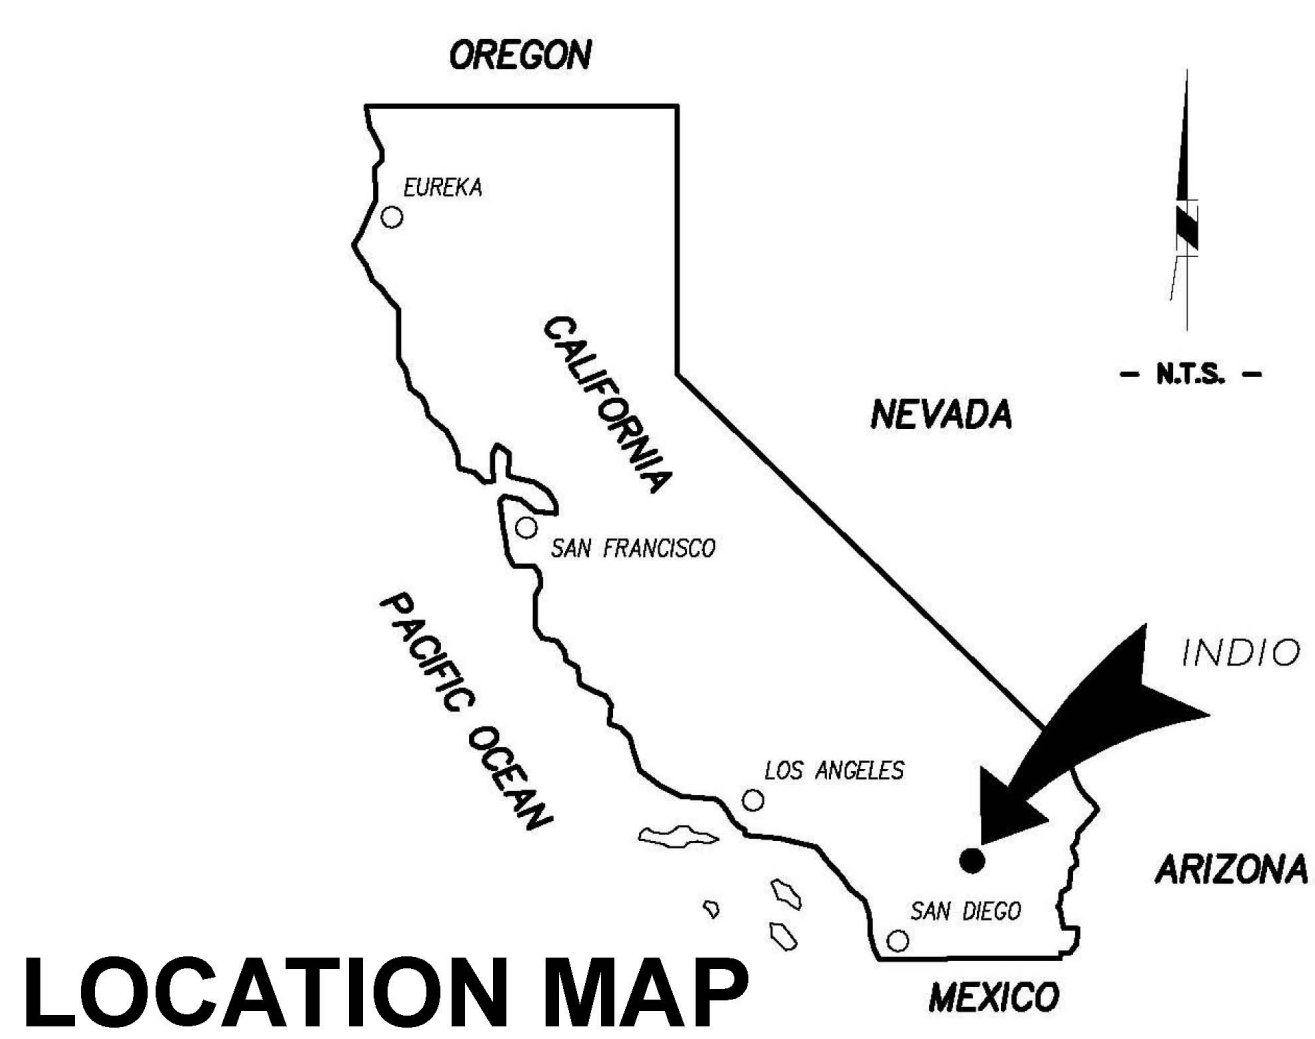 OREGON
EUREKA
CALIFORNIA
- N.T.S. -
NEVADA
SAN FRANCISCO
PACIFIC OCEAN
INDIO
LOS ANGELES
ARIZONA
SAN DIEGO
MEXICO
LOCATION MAP